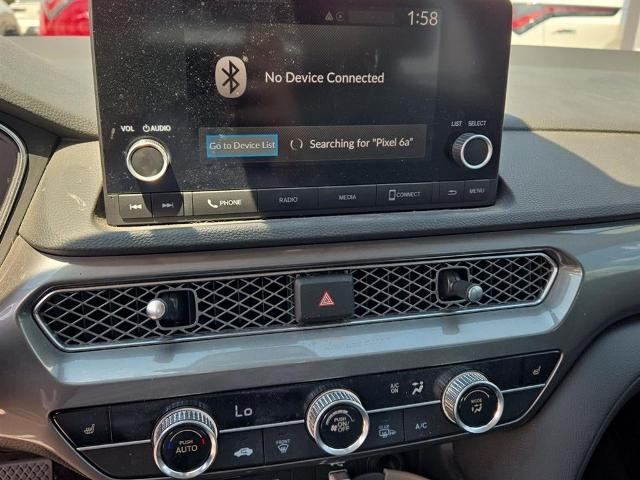 1:58
No Device Connected
VOL AUDIO
LIST SELECT
Go to Device List
Searching for "Pixel 6a"
PHONE RADIO MEDIA CONNECT MENU
Lo
A/C ON
PUSH AUTO
FRONT
PUSH ON/OFF
REAR
A/C
MODE